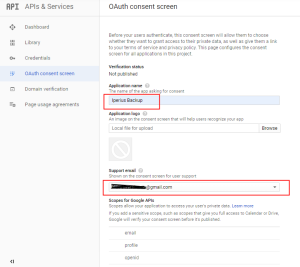 API APIs & Services
Dashboard
Library
Credentials
OAuth consent screen
Domain verification
Page usage agreements
OAuth consent screen
Before your users authenticate, this consent screen will allow them to choose
whether they want to grant access to their private data, as well as give them a link
to your terms of service and privacy policy. This page configures the consent
screen for all applications in this project.
Verification status
Not published
Application name
The name of the app asking for consent
Iperius Backup
Application logo
An image on the consent screen that will help users recognize your app
Local file for upload
Browse
Support email
Shown on the consent screen for user support
@gmail.com
Scopes for Google APIs
Scopes allow your application to access your user's private data. Learn more
If you add a sensitive scope, such as scopes that give you full access to Calendar or Drive,
Google will verify your consent screen before it's published.
email
profile
openid